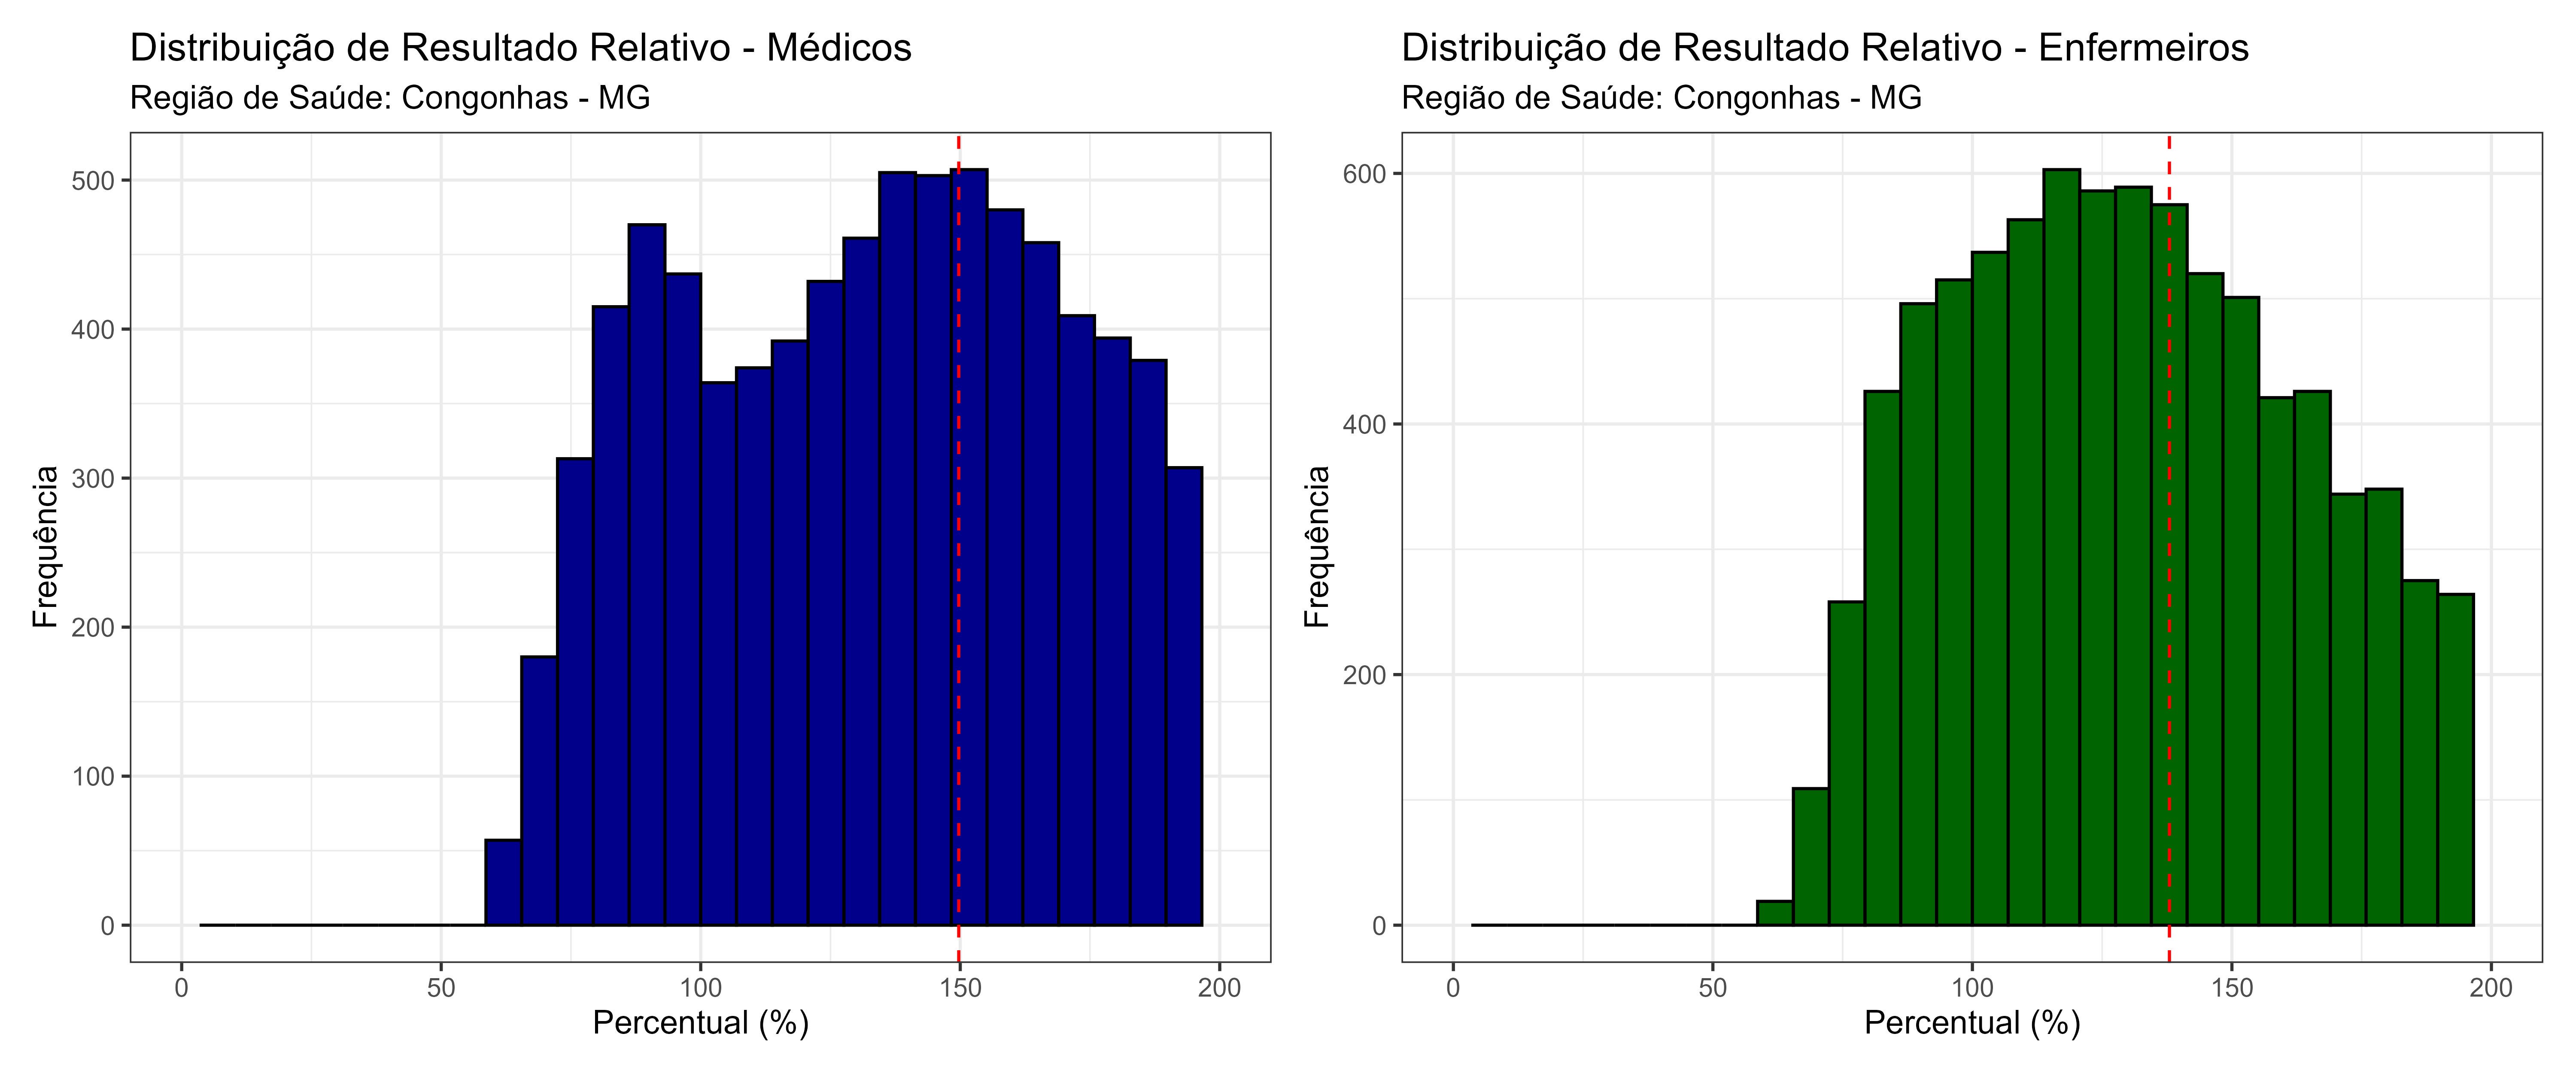 Distribuição de Resultado Relativo - Médicos
Região de Saúde: Congonhas - MG
500
400
300
200
100
0
Frequência
0 50 100 150 200
Percentual (%)
Distribuição de Resultado Relativo - Enfermeiros
Região de Saúde: Congonhas - MG
600
400
200
0
Frequência
0 50 100 150 200
Percentual (%)